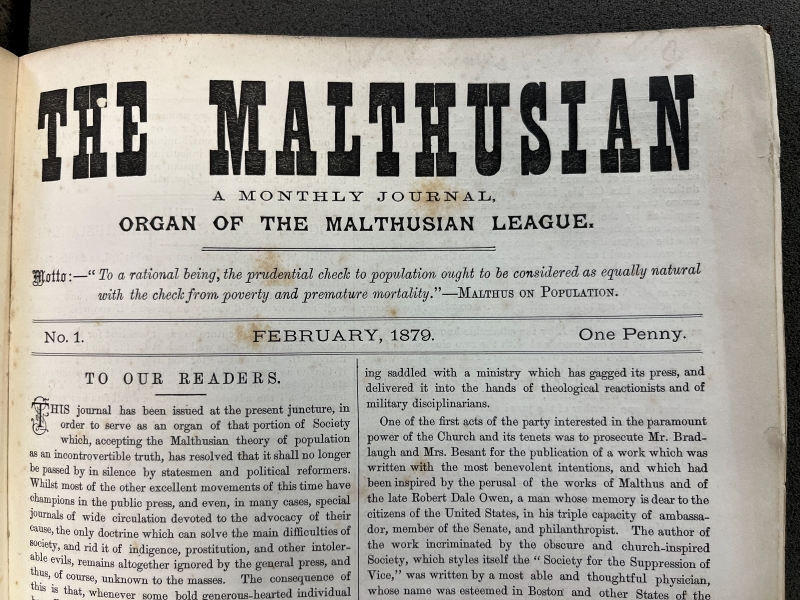 THE MALTHUSIAN
A MONTHLY JOURNAL,
ORGAN OF THE MALTHUSIAN LEAGUE.
Motto:—“ To a rational being, the prudential check to population ought to be considered as equally natural
with the check from poverty and premature mortality.”—MALTHUS ON POPULATION.
No. 1. FEBRUARY, 1879. One Penny.
TO OUR READERS.
THIS journal has been issued at the present juncture, in
order to serve as an organ of that portion of Society
which, accepting the Malthusian theory of population
as an incontrovertible truth, has resolved that it shall no longer
be passed by in silence by statesmen and political reformers.
Whilst most of the other excellent movements of this time have
champions in the public press, and even, in many cases, special
journals of wide circulation devoted to the advocacy of their
cause, the only doctrine which can solve the main difficulties of
society, and rid it of indigence, prostitution, and other intoler-
able evils, remains altogether ignored by the general press, and
thus, of course, unknown to the masses. The consequence of
this is that, whenever some bold generous-hearted individual
ing saddled with a ministry which has gagged its press, and
delivered it into the hands of theological reactionists and of
military disciplinarians.
One of the first acts of the party interested in the paramount
power of the Church and its tenets was to prosecute Mr. Brad-
laugh and Mrs. Besant for the publication of a work which was
written with the most benevolent intentions, and which had
been inspired by the perusal of the works of Malthus and of
the late Robert Dale Owen, a man whose memory is dear to the
citizens of the United States, in his triple capacity of ambassa-
dor, member of the Senate, and philanthropist. The author of
the work incriminated by the obscure and church-inspired
Society, which styles itself the “ Society for the Suppression of
Vice,” was written by a most able and thoughtful physician,
whose name was esteemed in Boston and other States of the